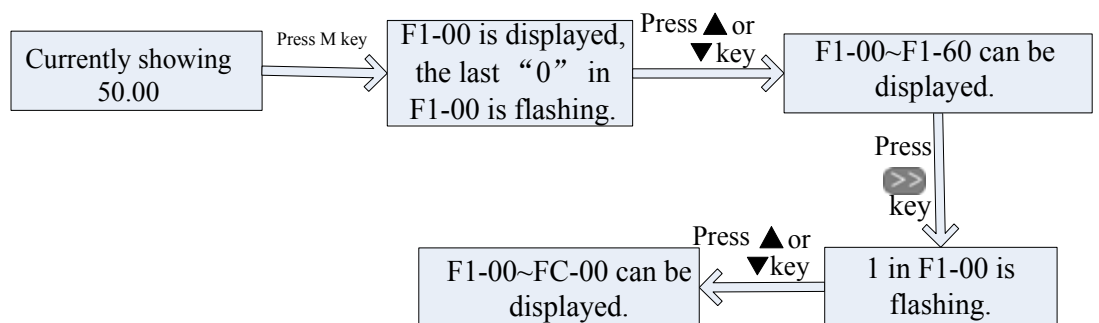 Currently showing
50.00
Press M key
F1-00 is displayed,
the last “0” in
F1-00 is flashing.
Press ▲ or
▼ key
F1-00~F1-60 can be
displayed.
Press
>>
key
1 in F1-00 is
flashing.
Press ▲ or
▼key
F1-00~FC-00 can be
displayed.